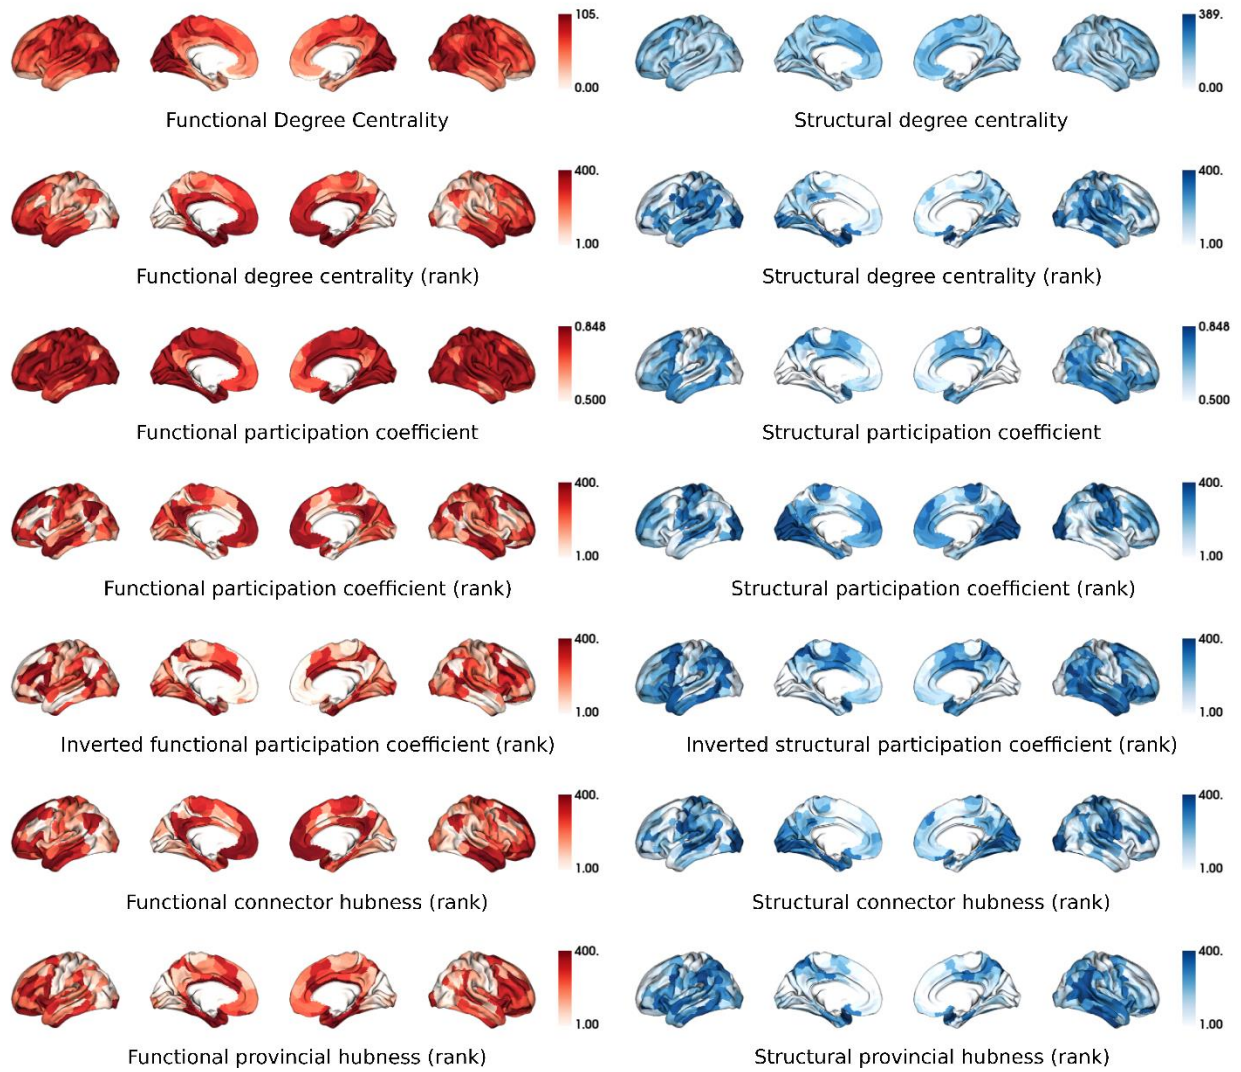 105.
0.00
Functional Degree Centrality
389.
0.00
Structural degree centrality
400.
1.00
Functional degree centrality (rank)
400.
1.00
Structural degree centrality (rank)
0.848
0.500
Functional participation coefficient
0.848
0.500
Structural participation coefficient
400.
1.00
Functional participation coefficient (rank)
400.
1.00
Structural participation coefficient (rank)
400.
1.00
Inverted functional participation coefficient (rank)
400.
1.00
Inverted structural participation coefficient (rank)
400.
1.00
Functional connector hubness (rank)
400.
1.00
Structural connector hubness (rank)
400.
1.00
Functional provincial hubness (rank)
400.
1.00
Structural provincial hubness (rank)